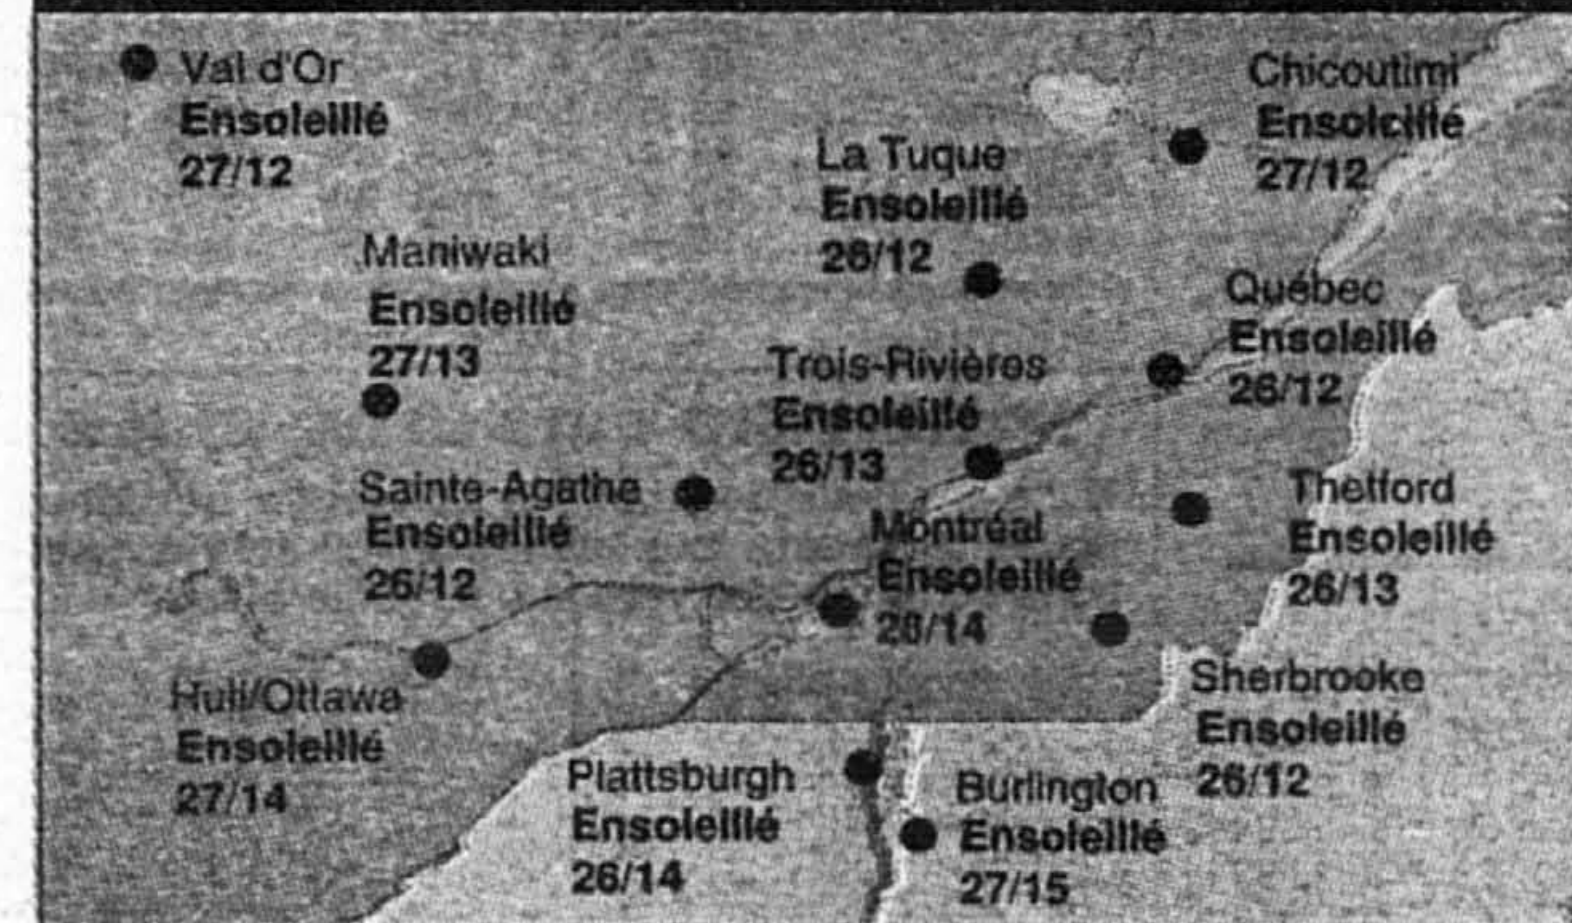 Val d'Or
Ensoleillé
27/12
Chicoutimi
Ensoleillé
27/12
La Tuque
Ensoleillé
26/12
Maniwaki
Ensoleillé
27/13
Québec
Ensoleillé
26/12
Trois-Rivières
Ensoleillé
26/13
Sainte-Agathe
Ensoleillé
26/12
Thetford
Ensoleillé
26/13
Montréal
Ensoleillé
28/14
Hull/Ottawa
Ensoleillé
27/14
Sherbrooke
Ensoleillé
26/12
Plattsburgh
Ensoleillé
26/14
Burlington
Ensoleillé
27/15